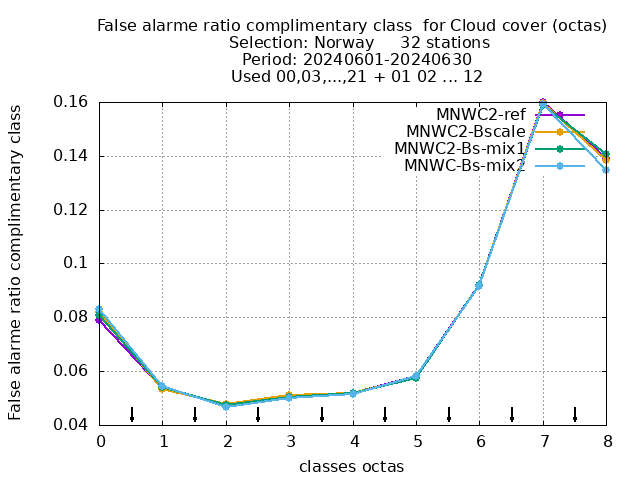 False alarme ratio complimentary class  for Cloud cover (octas)
Selection: Norway     32 stations
Period: 20240601-20240630
Used 00,03,...,21 + 01 02 ... 12
False alarme ratio complimentary class
0.16
0.14
0.12
0.1
0.08
0.06
0.04
MNWC2-ref
MNWC2-Bscale
MNWC2-Bs-mix1
MNWC-Bs-mix2
0 1 2 3 4 5 6 7 8
classes octas